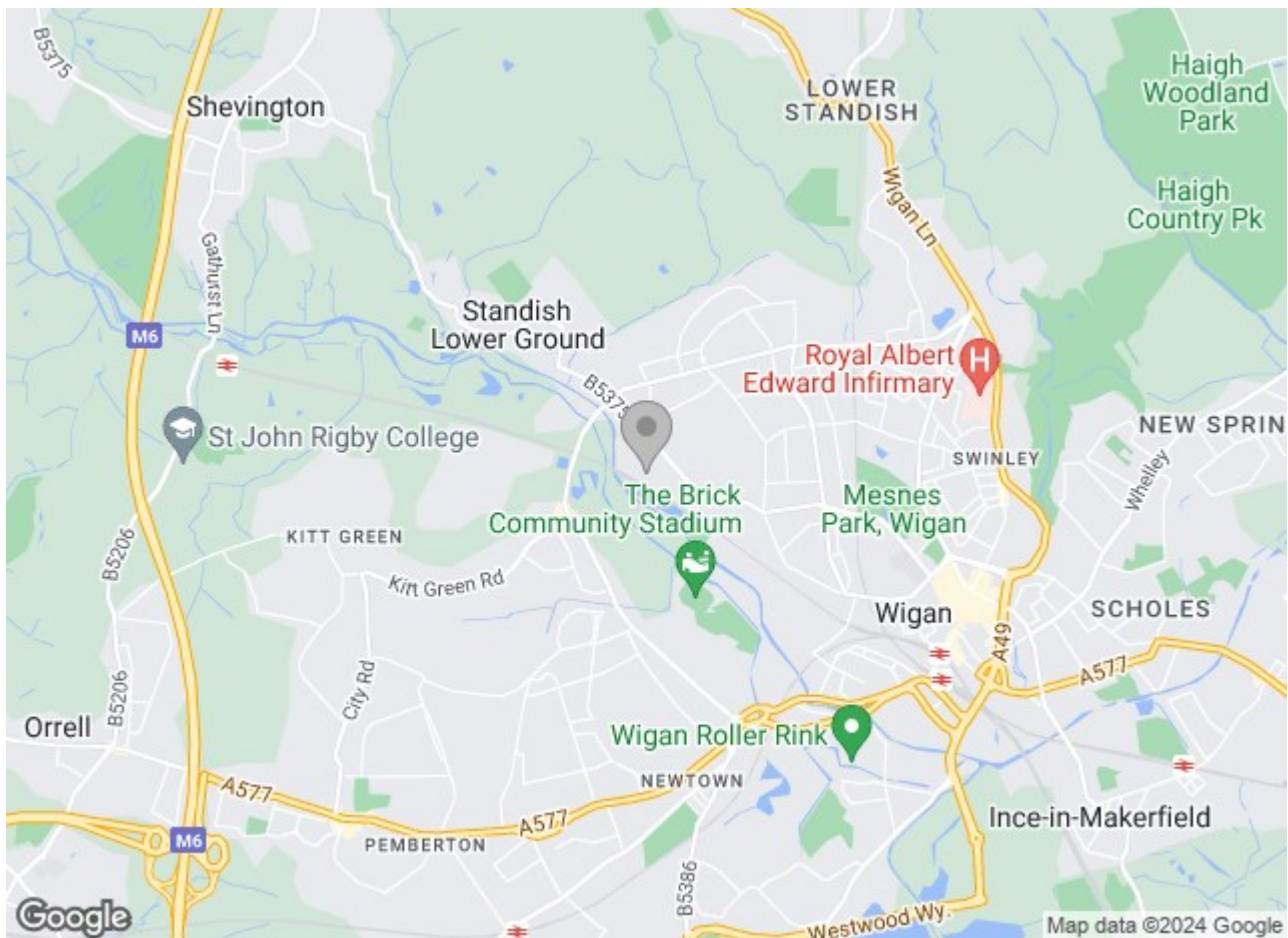 B5375
Shevington
LOWER
STANDISH
Haigh
Woodland
Park
Wigan Ln
Haigh
Country Pk
Gathurst Ln
Standish
Lower Ground
M6
Royal Albert
Edward Infirmary
H
B5375
St John Rigby College
NEW SPRIN
SWINLEY
Whelley
The Brick
Community Stadium
Mesnes
Park, Wigan
KITT GREEN
B5206
Kitt Green Rd
Wigan
SCHOLES
A49
A577
City Rd
B5206
Orrell
Wigan Roller Rink
NEWTOWN
A577
A577
Ince-in-Makerfield
M6
PEMBERTON
B5386
Westwood Wy.
Google
Map data ©2024 Google